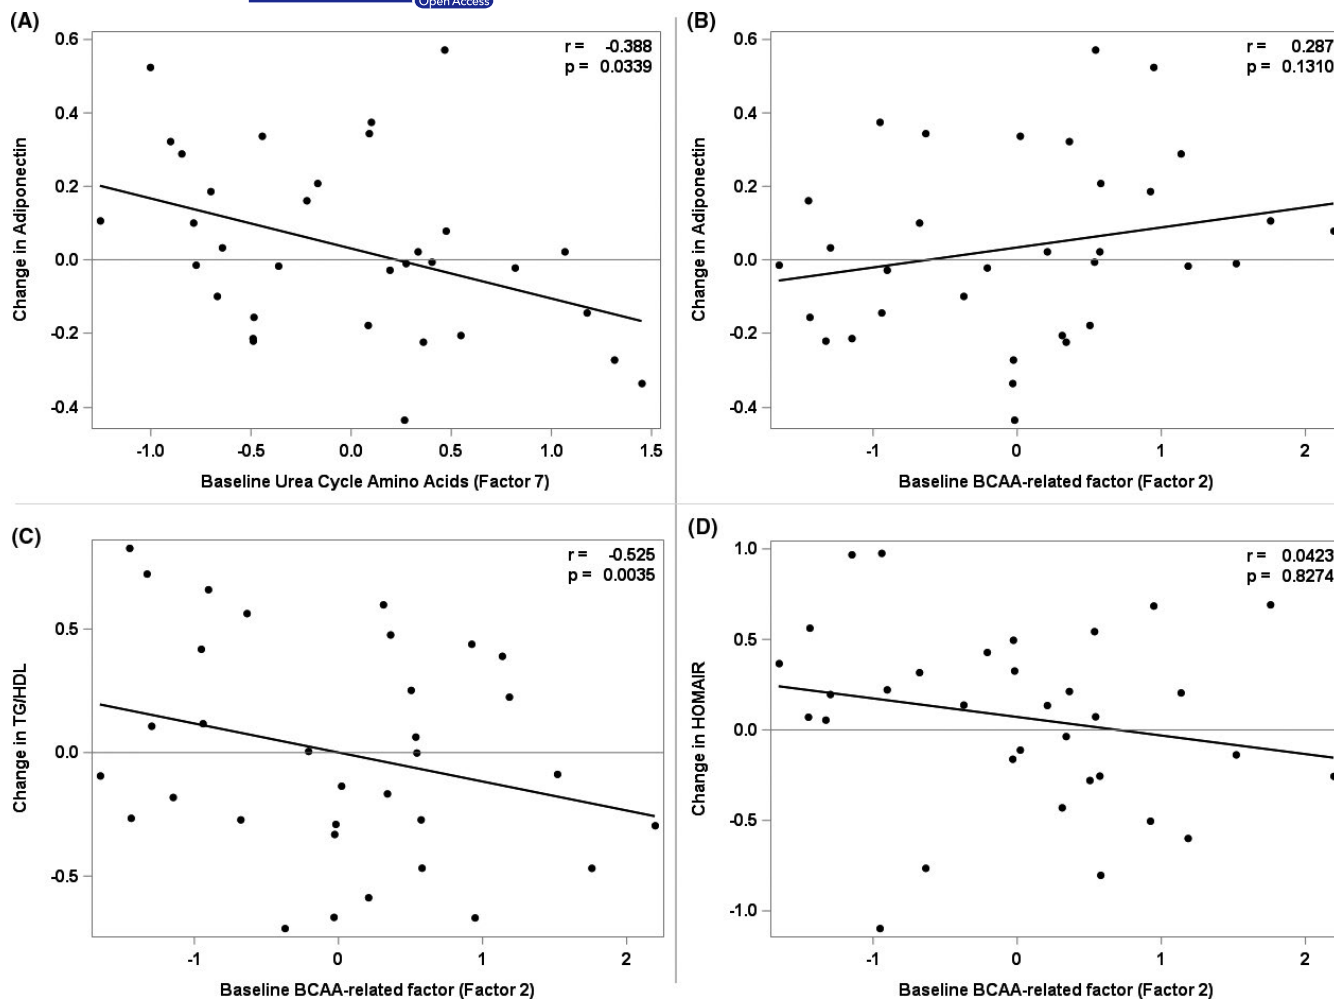 Open Access
(A)
0.6
0.4
0.2
0.0
-0.2
-0.4
Change in Adiponectin
r = -0.388
p = 0.0339
-1.0 -0.5 0.0 0.5 1.0 1.5
Baseline Urea Cycle Amino Acids (Factor 7)
(B)
0.6
0.4
0.2
0.0
-0.2
-0.4
Change in Adiponectin
r = 0.287
p = 0.1310
-1 0 1 2
Baseline BCAA-related factor (Factor 2)
(C)
0.5
0.0
-0.5
Change in TG/HDL
r = -0.525
p = 0.0035
-1 0 1 2
Baseline BCAA-related factor (Factor 2)
(D)
1.0
0.5
0.0
-0.5
-1.0
Change in HOMAIR
r = 0.0423
p = 0.8274
-1 0 1 2
Baseline BCAA-related factor (Factor 2)